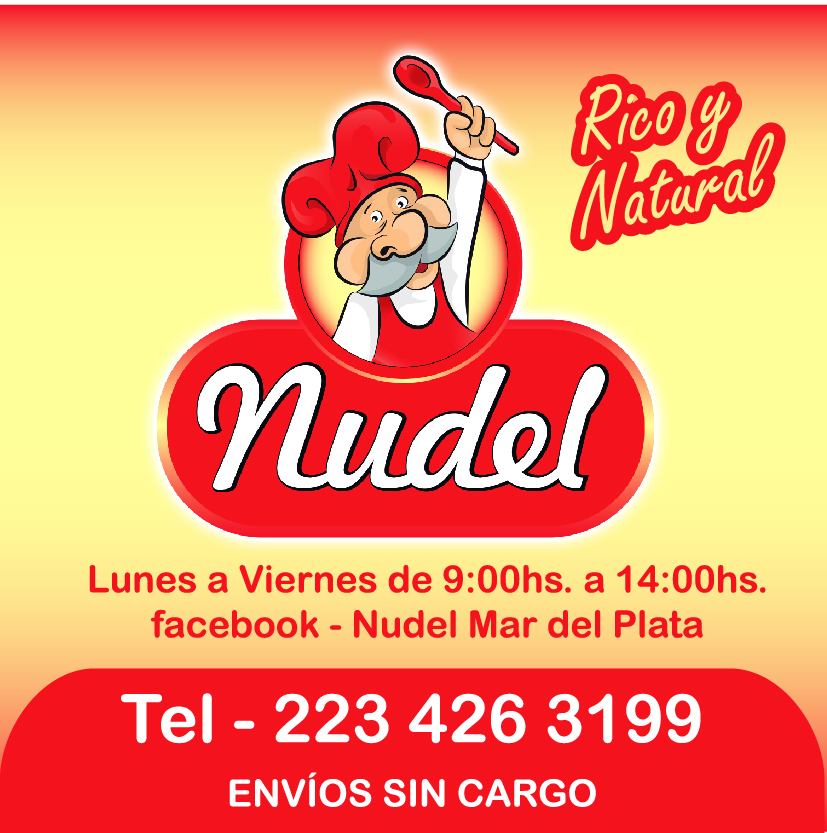 Rico y
Natural
Nudel
Lunes a Viernes de 9:00hs. a 14:00hs.
facebook - Nudel Mar del Plata
Tel - 223 426 3199
ENVÍOS SIN CARGO